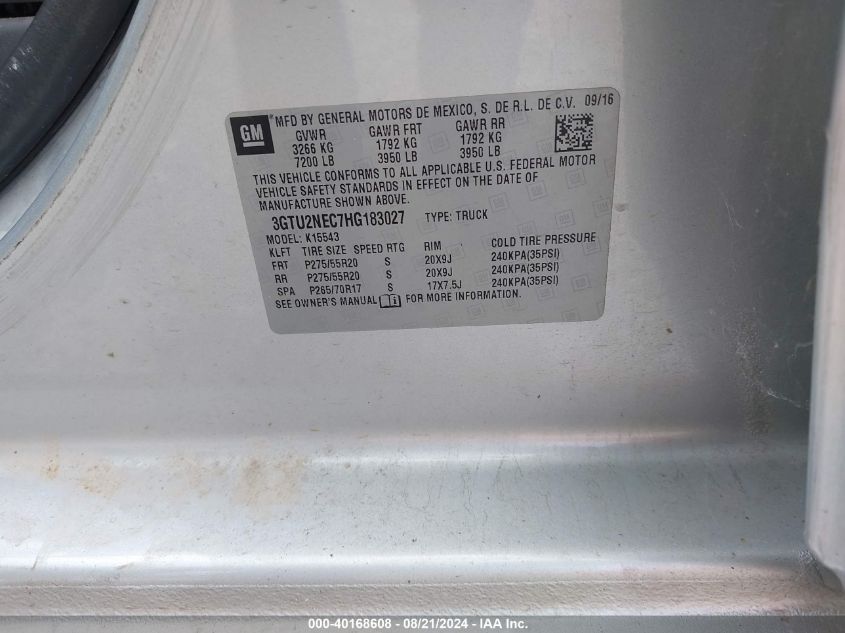 GM
*MFD BY GENERAL MOTORS DE MEXICO, S. DE R.L. DE C.V. 09/16
GVWR GAWR FRT GAWR RR
3266 KG 1792 KG 1792 KG
7200 LB 3950 LB 3950 LB
THIS VEHICLE CONFORMS TO ALL APPLICABLE U.S. FEDERAL MOTOR
VEHICLE SAFETY STANDARDS IN EFFECT ON THE DATE OF
MANUFACTURE SHOWN ABOVE.
3GTU2NEC7HG183027 TYPE: TRUCK
MODEL: K15543
KLFT TIRE SIZE SPEED RTG RIM COLD TIRE PRESSURE
FRT P275/55R20 S 20X9J 240KPA(35PSI)
RR P275/55R20 S 20X9J 240KPA(35PSI)
SPA P265/70R17 S 17X7.5J 240KPA(35PSI)
SEE OWNER'S MANUAL FOR MORE INFORMATION.
000-40168608 - 08/21/2024 - IAAI.com